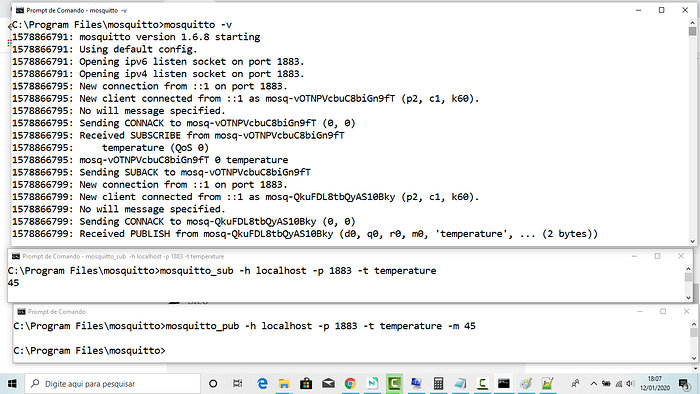 Prompt de Comando - mosquitto -v
C:\Program Files\mosquitto>mosquitto -v
1578866791: mosquitto version 1.6.8 starting
1578866791: Using default config.
1578866791: Opening ipv6 listen socket on port 1883.
1578866791: Opening ipv4 listen socket on port 1883.
1578866795: New connection from ::1 on port 1883.
1578866795: New client connected from ::1 as mosq-vOTNPVcbuC8biGn9fT (p2, c1, k60).
1578866795: No will message specified.
1578866795: Sending CONNACK to mosq-vOTNPVcbuC8biGn9fT (0, 0)
1578866795: Received SUBSCRIBE from mosq-vOTNPVcbuC8biGn9fT
1578866795:     temperature (QoS 0)
mosq-vOTNPVcbuC8biGn9fT 0 temperature
1578866795: Sending SUBACK to mosq-vOTNPVcbuC8biGn9fT
1578866799: New connection from ::1 on port 1883.
1578866799: New client connected from ::1 as mosq-QkuFDL8tbQyAS10Bky (p2, c1, k60).
1578866799: No will message specified.
1578866799: Sending CONNACK to mosq-QkuFDL8tbQyAS10Bky (0, 0)
1578866799: Received PUBLISH from mosq-QkuFDL8tbQyAS10Bky (d0, q0, r0, m0, 'temperature', ... (2 bytes))
Prompt de Comando - mosquitto_sub -h localhost -p 1883 -t temperature
C:\Program Files\mosquitto>mosquitto_sub -h localhost -p 1883 -t temperature
45
Prompt de Comando
C:\Program Files\mosquitto>mosquitto_pub -h localhost -p 1883 -t temperature -m 45
C:\Program Files\mosquitto>
Digite aqui para pesquisar
18:07
12/01/2020